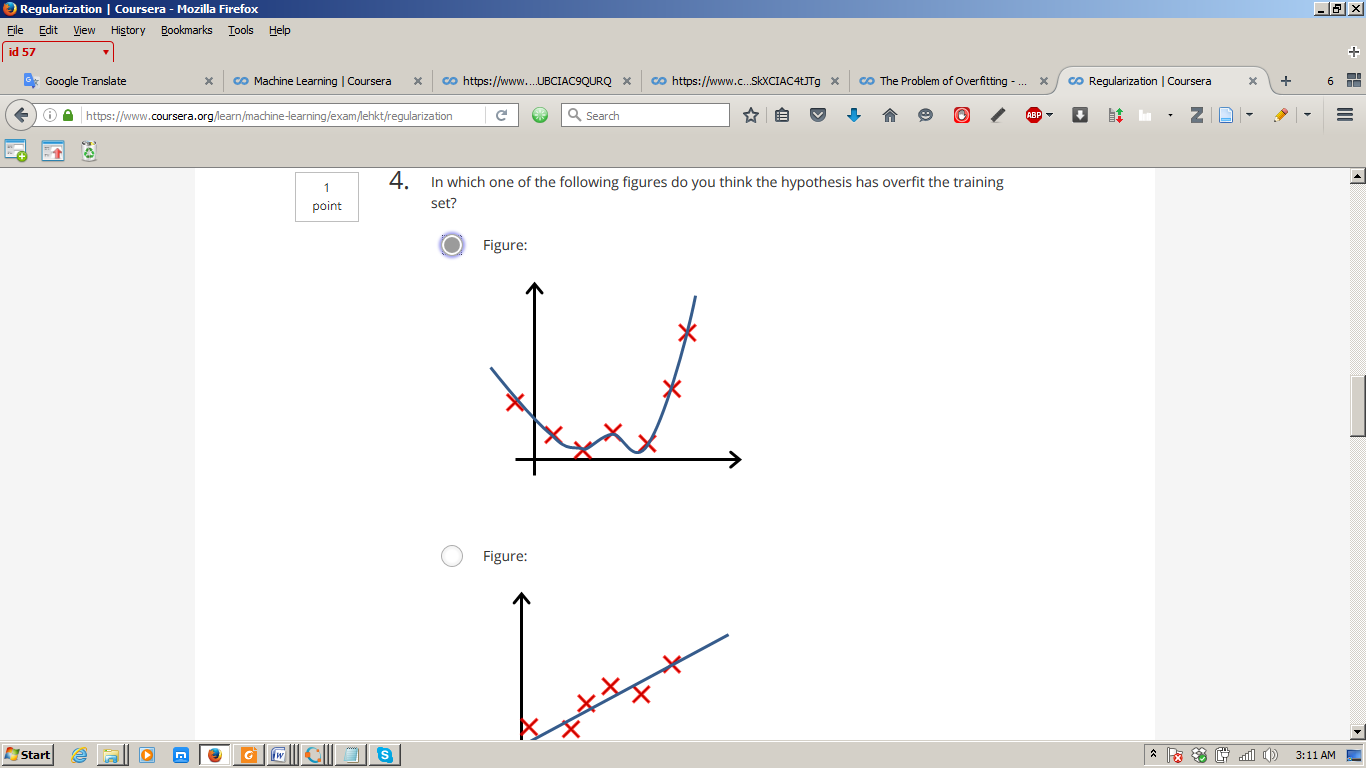 Regularization | Coursera - Mozilla Firefox
File Edit View History Bookmarks Tools Help
id 57
Google Translate
Machine Learning | Coursera
https://www....UBCIAC9QURQ
https://www.c...SkXCIAC4tJTg
The Problem of Overfitting - ...
Regularization | Coursera
6
https://www.coursera.org/learn/machine-learning/exam/lehkt/regularization
Search
ABP
Z
1
point
4. In which one of the following figures do you think the hypothesis has overfit the training
set?
Figure:
Figure:
Start
3:11 AM